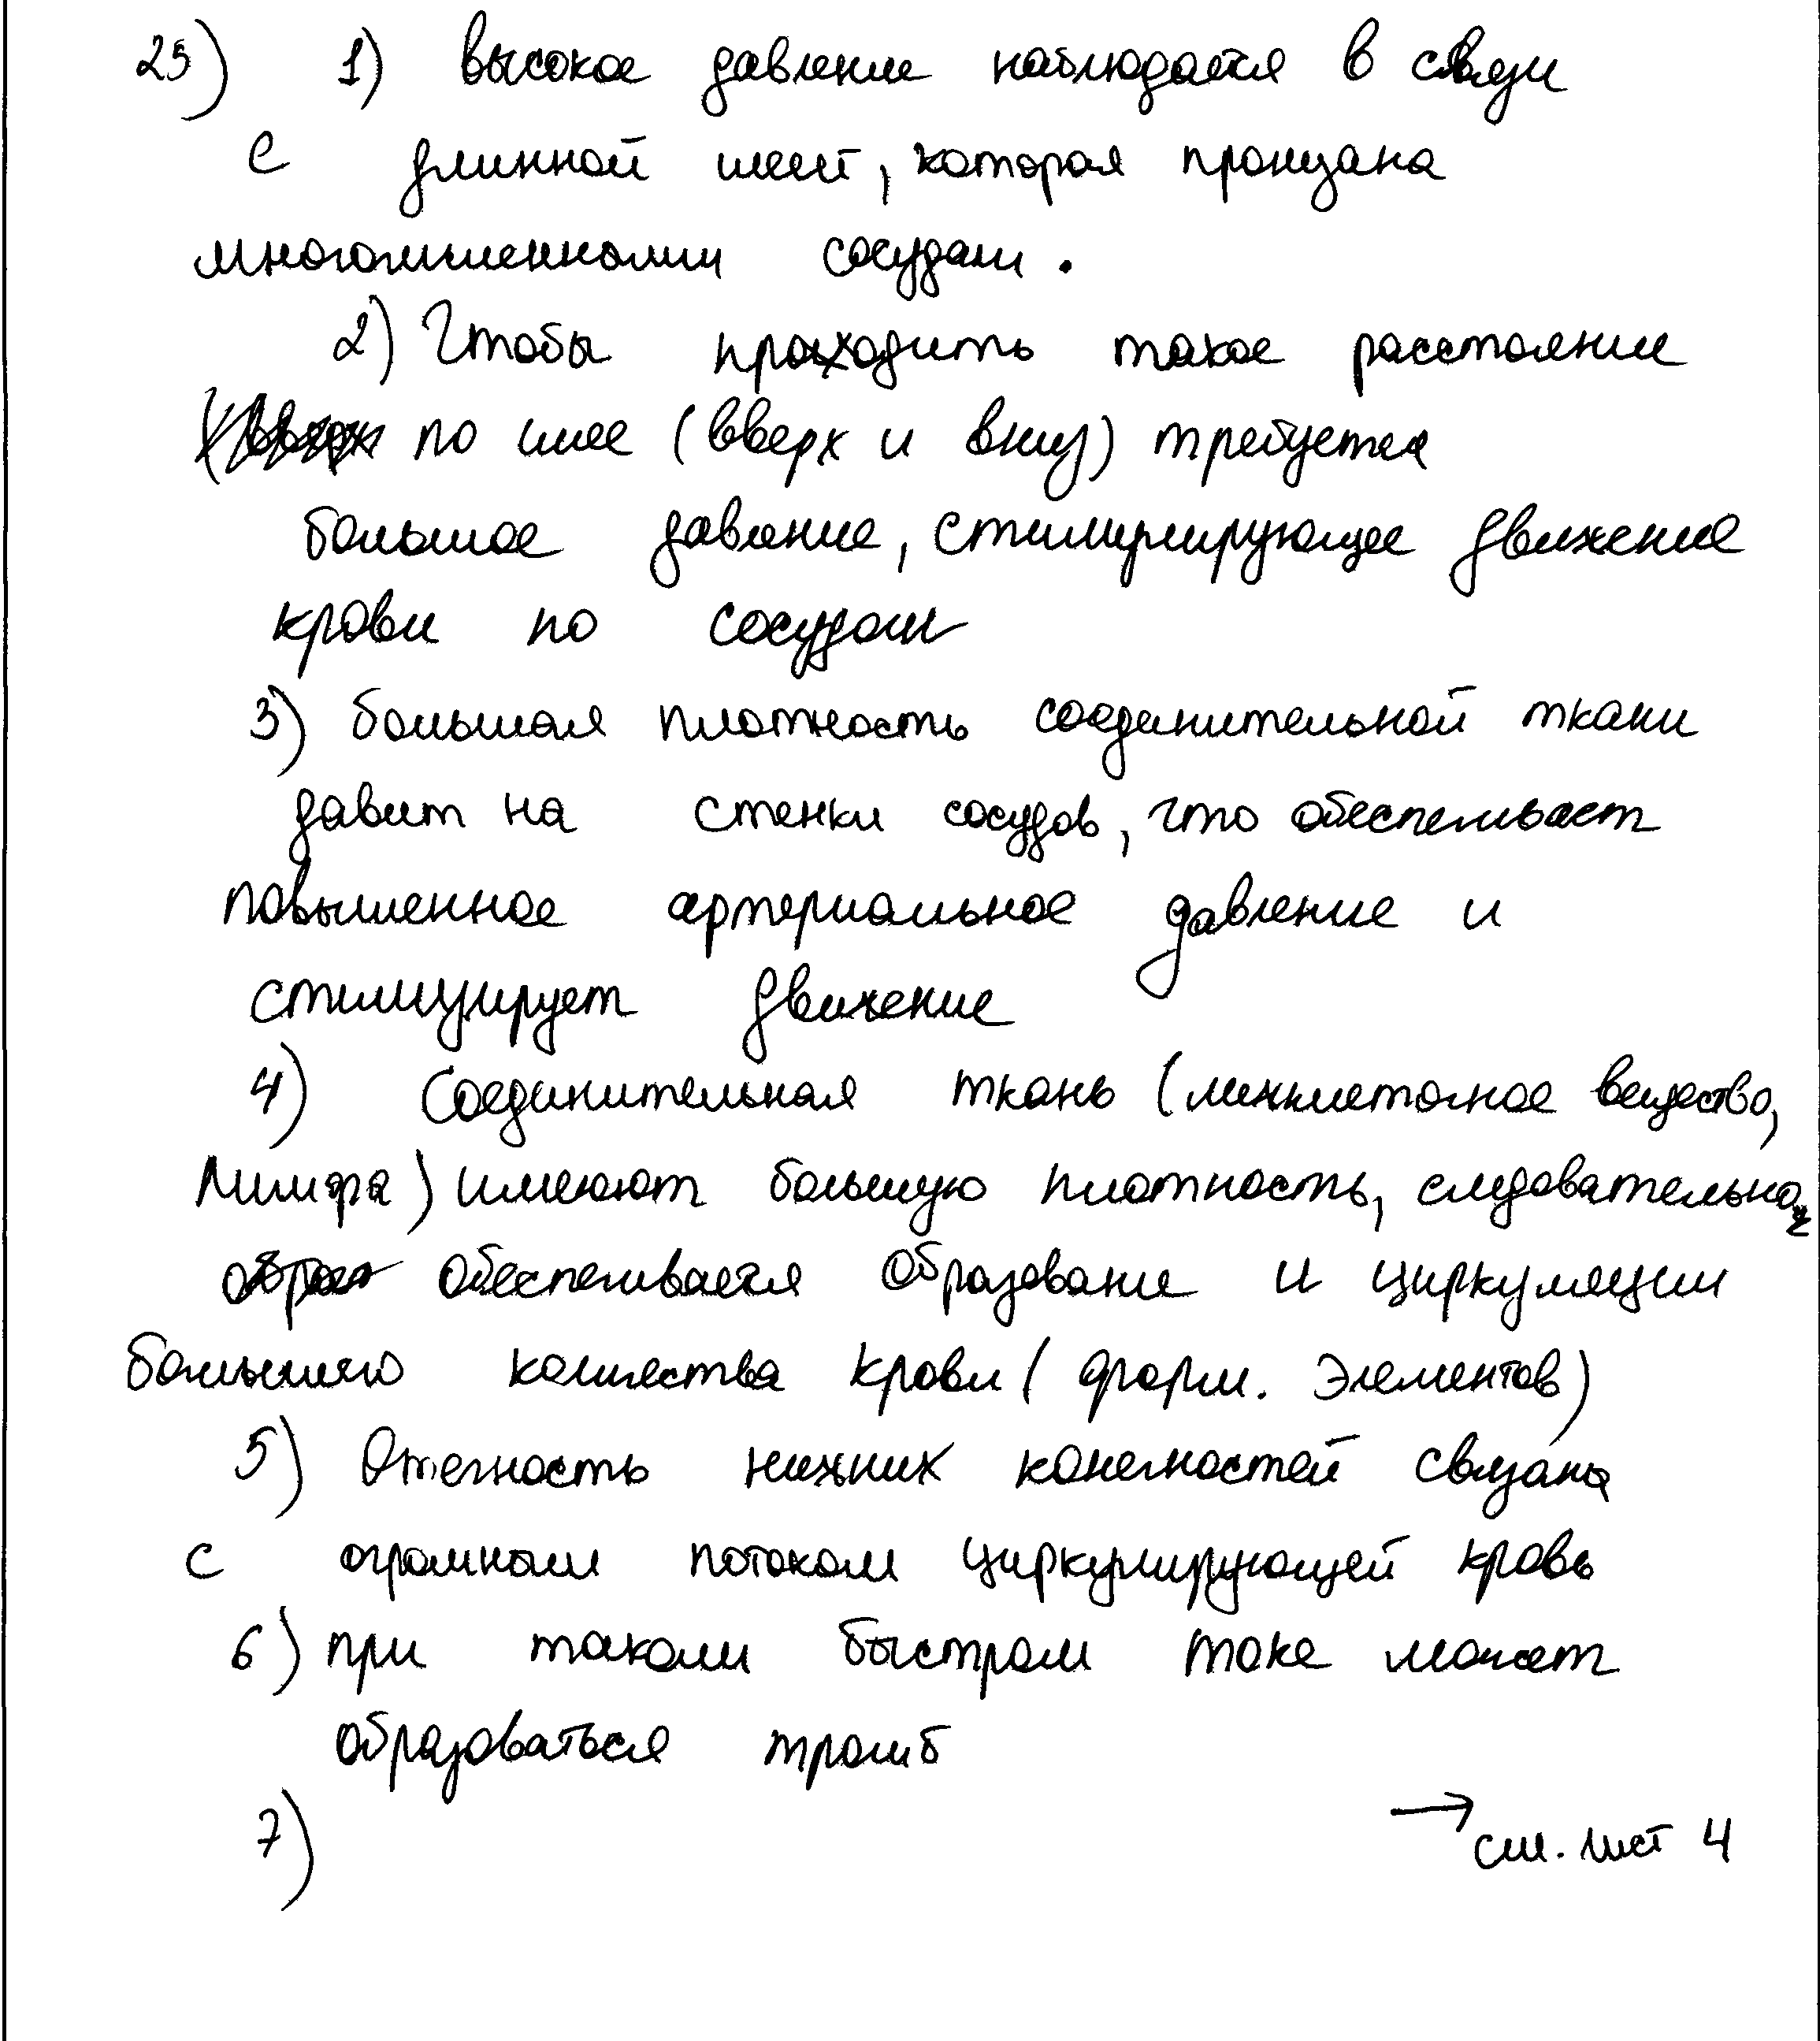 25) 1) высокое давление наблюдается в связи
с длинной шеей, которая пронизана
многочисленными сосудами.
2) Чтобы проходить такое расстояние
по шее (вверх и вниз) требуется
большое давление, стимулирующее движение
крови по сосудам
3) большая плотность соединительной ткани
давит на стенки сосудов, что обеспечивает
повышенное артериальное давление и
стимулирует движение
4) Соединительная ткань (межклеточное вещество,
лимфа) имеют большую плотность, следовательно,
обеспечивается образование и циркуляции
большего количества крови (форм. элементов)
5) Отечность нижних конечностей связана
с огромным потоком циркулирующей кровь
6) при таком быстром токе может
образоваться тромб
7)
→ см. лист 4